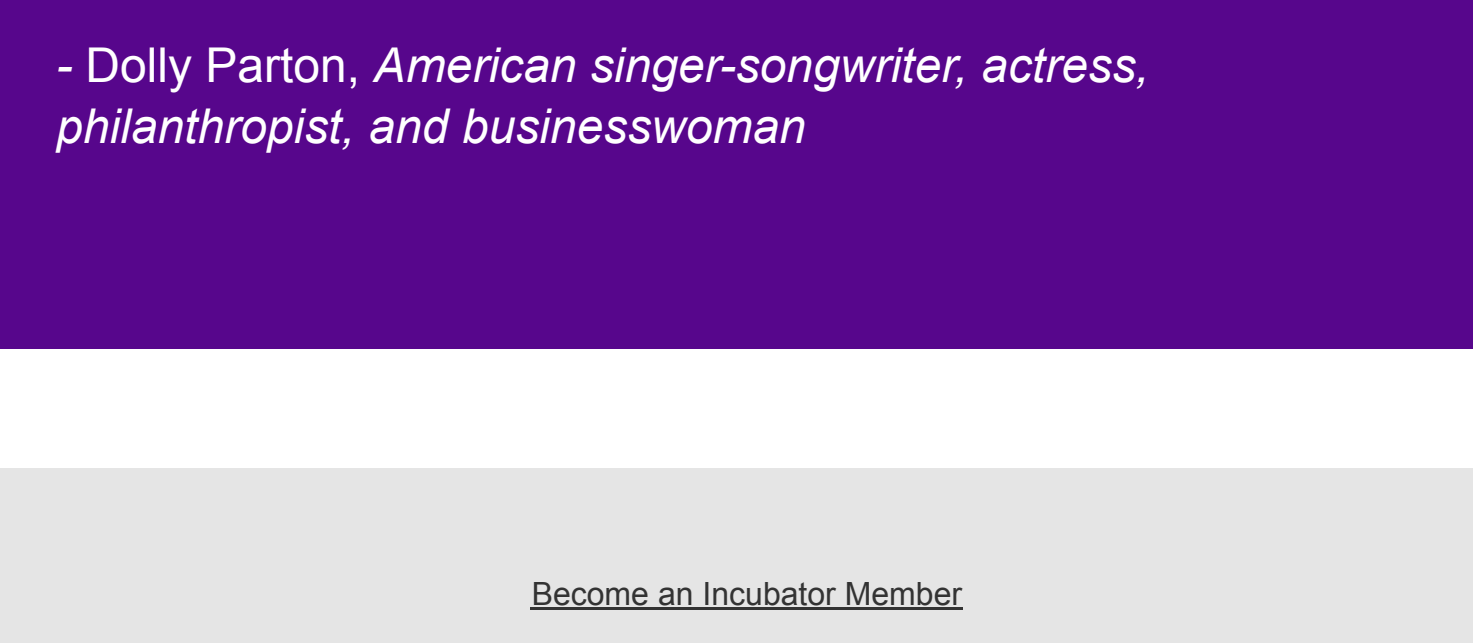 - Dolly Parton, American singer-songwriter, actress,
philanthropist, and businesswoman
Become an Incubator Member